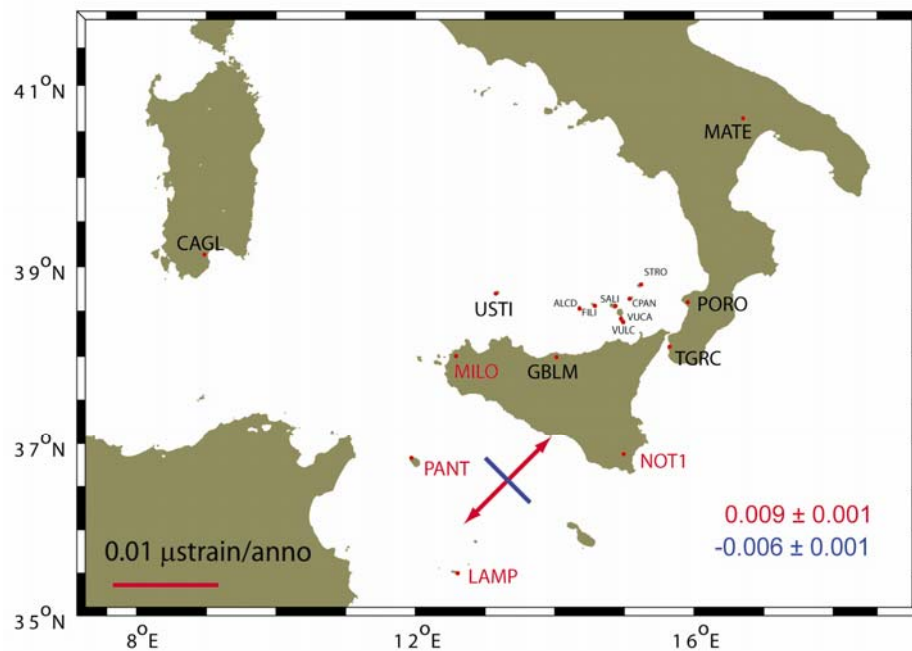 41°N
MATE
CAGL
39°N
STRO
USTI
ALCD
SALI
CPAN
FILI
VUCA
VULC
PORO
TGRC
MILO
GBLM
37°N
PANT
NOT1
0.009 ± 0.001
-0.006 ± 0.001
0.01 µstrain/anno
LAMP
35°N
8°E
12°E
16°E